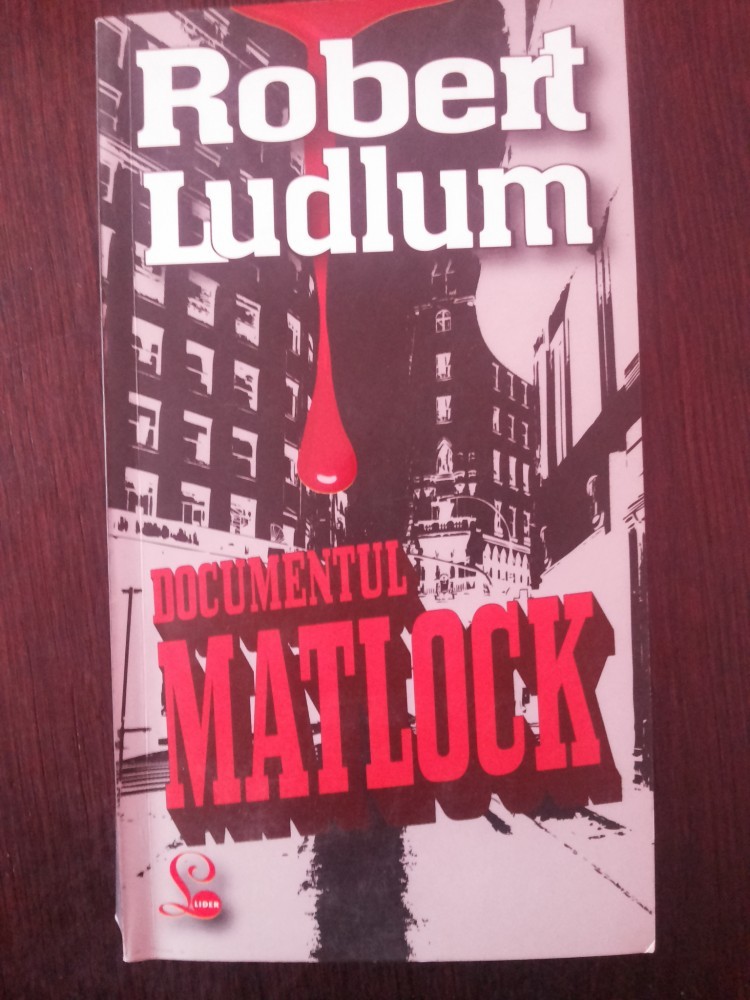 Robert
Ludlum
DOCUMENTUL
MATLOCK
L
LIDER